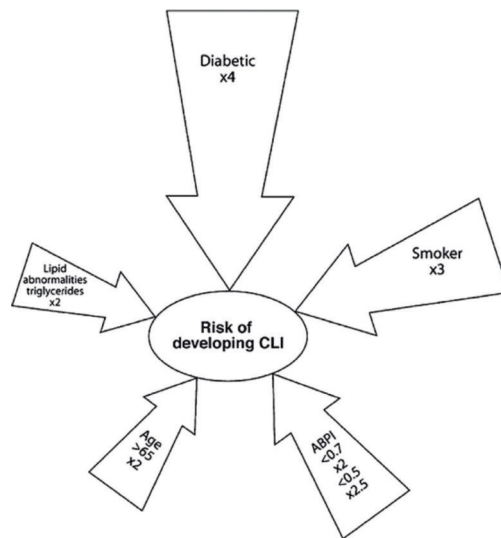 Diabetic
x4
Smoker
x3
Lipid
abnormalities
triglycerides
x2
Risk of
developing CLI
Age
>65
x2
ABPI
<0.7
x2
<0.5
x2.5